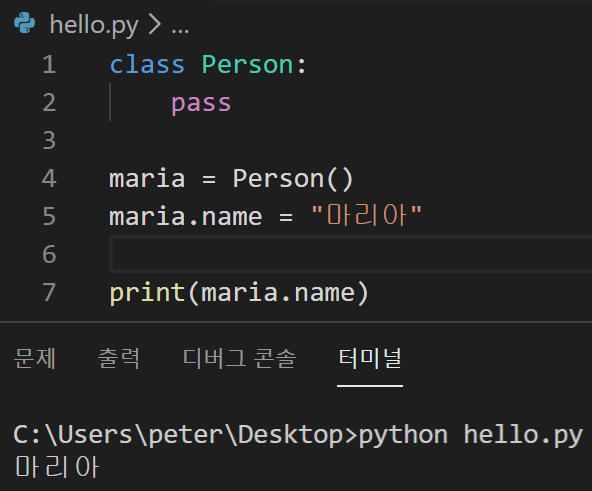 hello.py > ...
1 class Person:
2     pass
3
4 maria = Person()
5 maria.name = "마리아"
6
7 print(maria.name)
문제 출력 디버그 콘솔 터미널
C:\Users\peter\Desktop>python hello.py
마리아